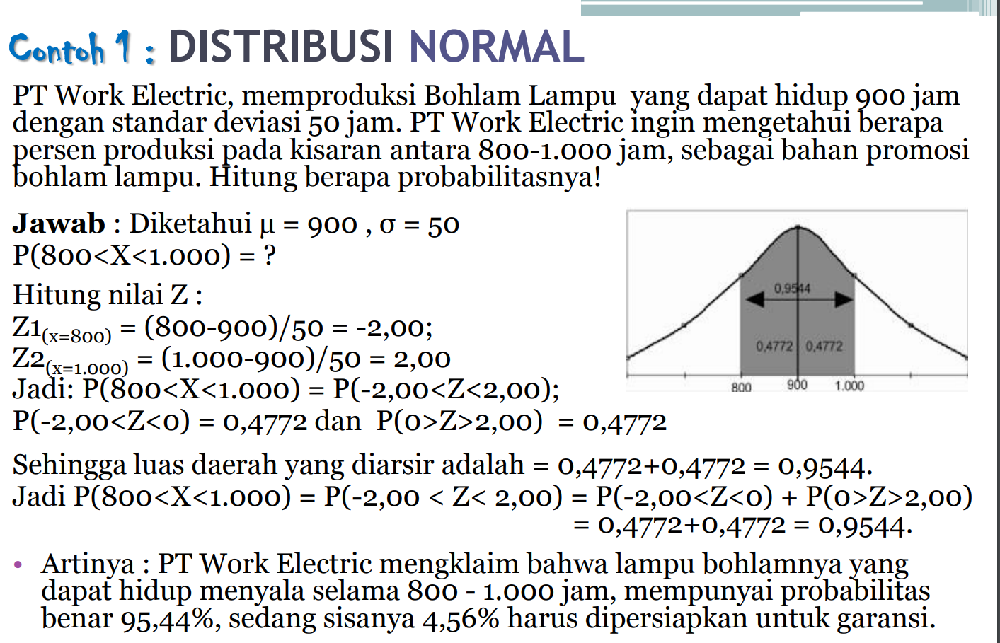 Contoh 1 : DISTRIBUSI NORMAL
PT Work Electric, memproduksi Bohlam Lampu yang dapat hidup 900 jam
dengan standar deviasi 50 jam. PT Work Electric ingin mengetahui berapa
persen produksi pada kisaran antara 800-1.000 jam, sebagai bahan promosi
bohlam lampu. Hitung berapa probabilitasnya!
Jawab : Diketahui μ = 900 , σ = 50
P(800<X<1.000) = ?
Hitung nilai Z :
Z1(x=800) = (800-900)/50 = -2,00;
Z2(x=1.000) = (1.000-900)/50 = 2,00
Jadi: P(800<X<1.000) = P(-2,00<Z<2,00);
P(-2,00<Z<0) = 0,4772 dan P(0>Z>2,00) = 0,4772
0,9544
0,4772 0,4772
800 900 1.000
Sehingga luas daerah yang diarsir adalah = 0,4772+0,4772 = 0,9544.
Jadi P(800<X<1.000) = P(-2,00 < Z< 2,00) = P(-2,00<Z<0) + P(0>Z>2,00)
= 0,4772+0,4772 = 0,9544.
• Artinya : PT Work Electric mengklaim bahwa lampu bohlamnya yang
dapat hidup menyala selama 800 - 1.000 jam, mempunyai probabilitas
benar 95,44%, sedang sisanya 4,56% harus dipersiapkan untuk garansi.